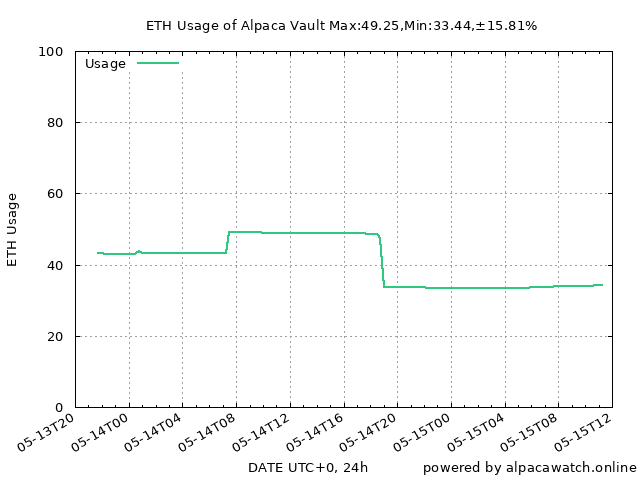 ETH Usage of Alpaca Vault Max:49.25,Min:33.44,±15.81%
Usage
100
80
60
40
20
0
ETH Usage
05-13T20
05-14T00
05-14T04
05-14T08
05-14T12
05-14T16
05-14T20
05-15T00
05-15T04
05-15T08
05-15T12
DATE UTC+0, 24h
powered by alpacawatch.online